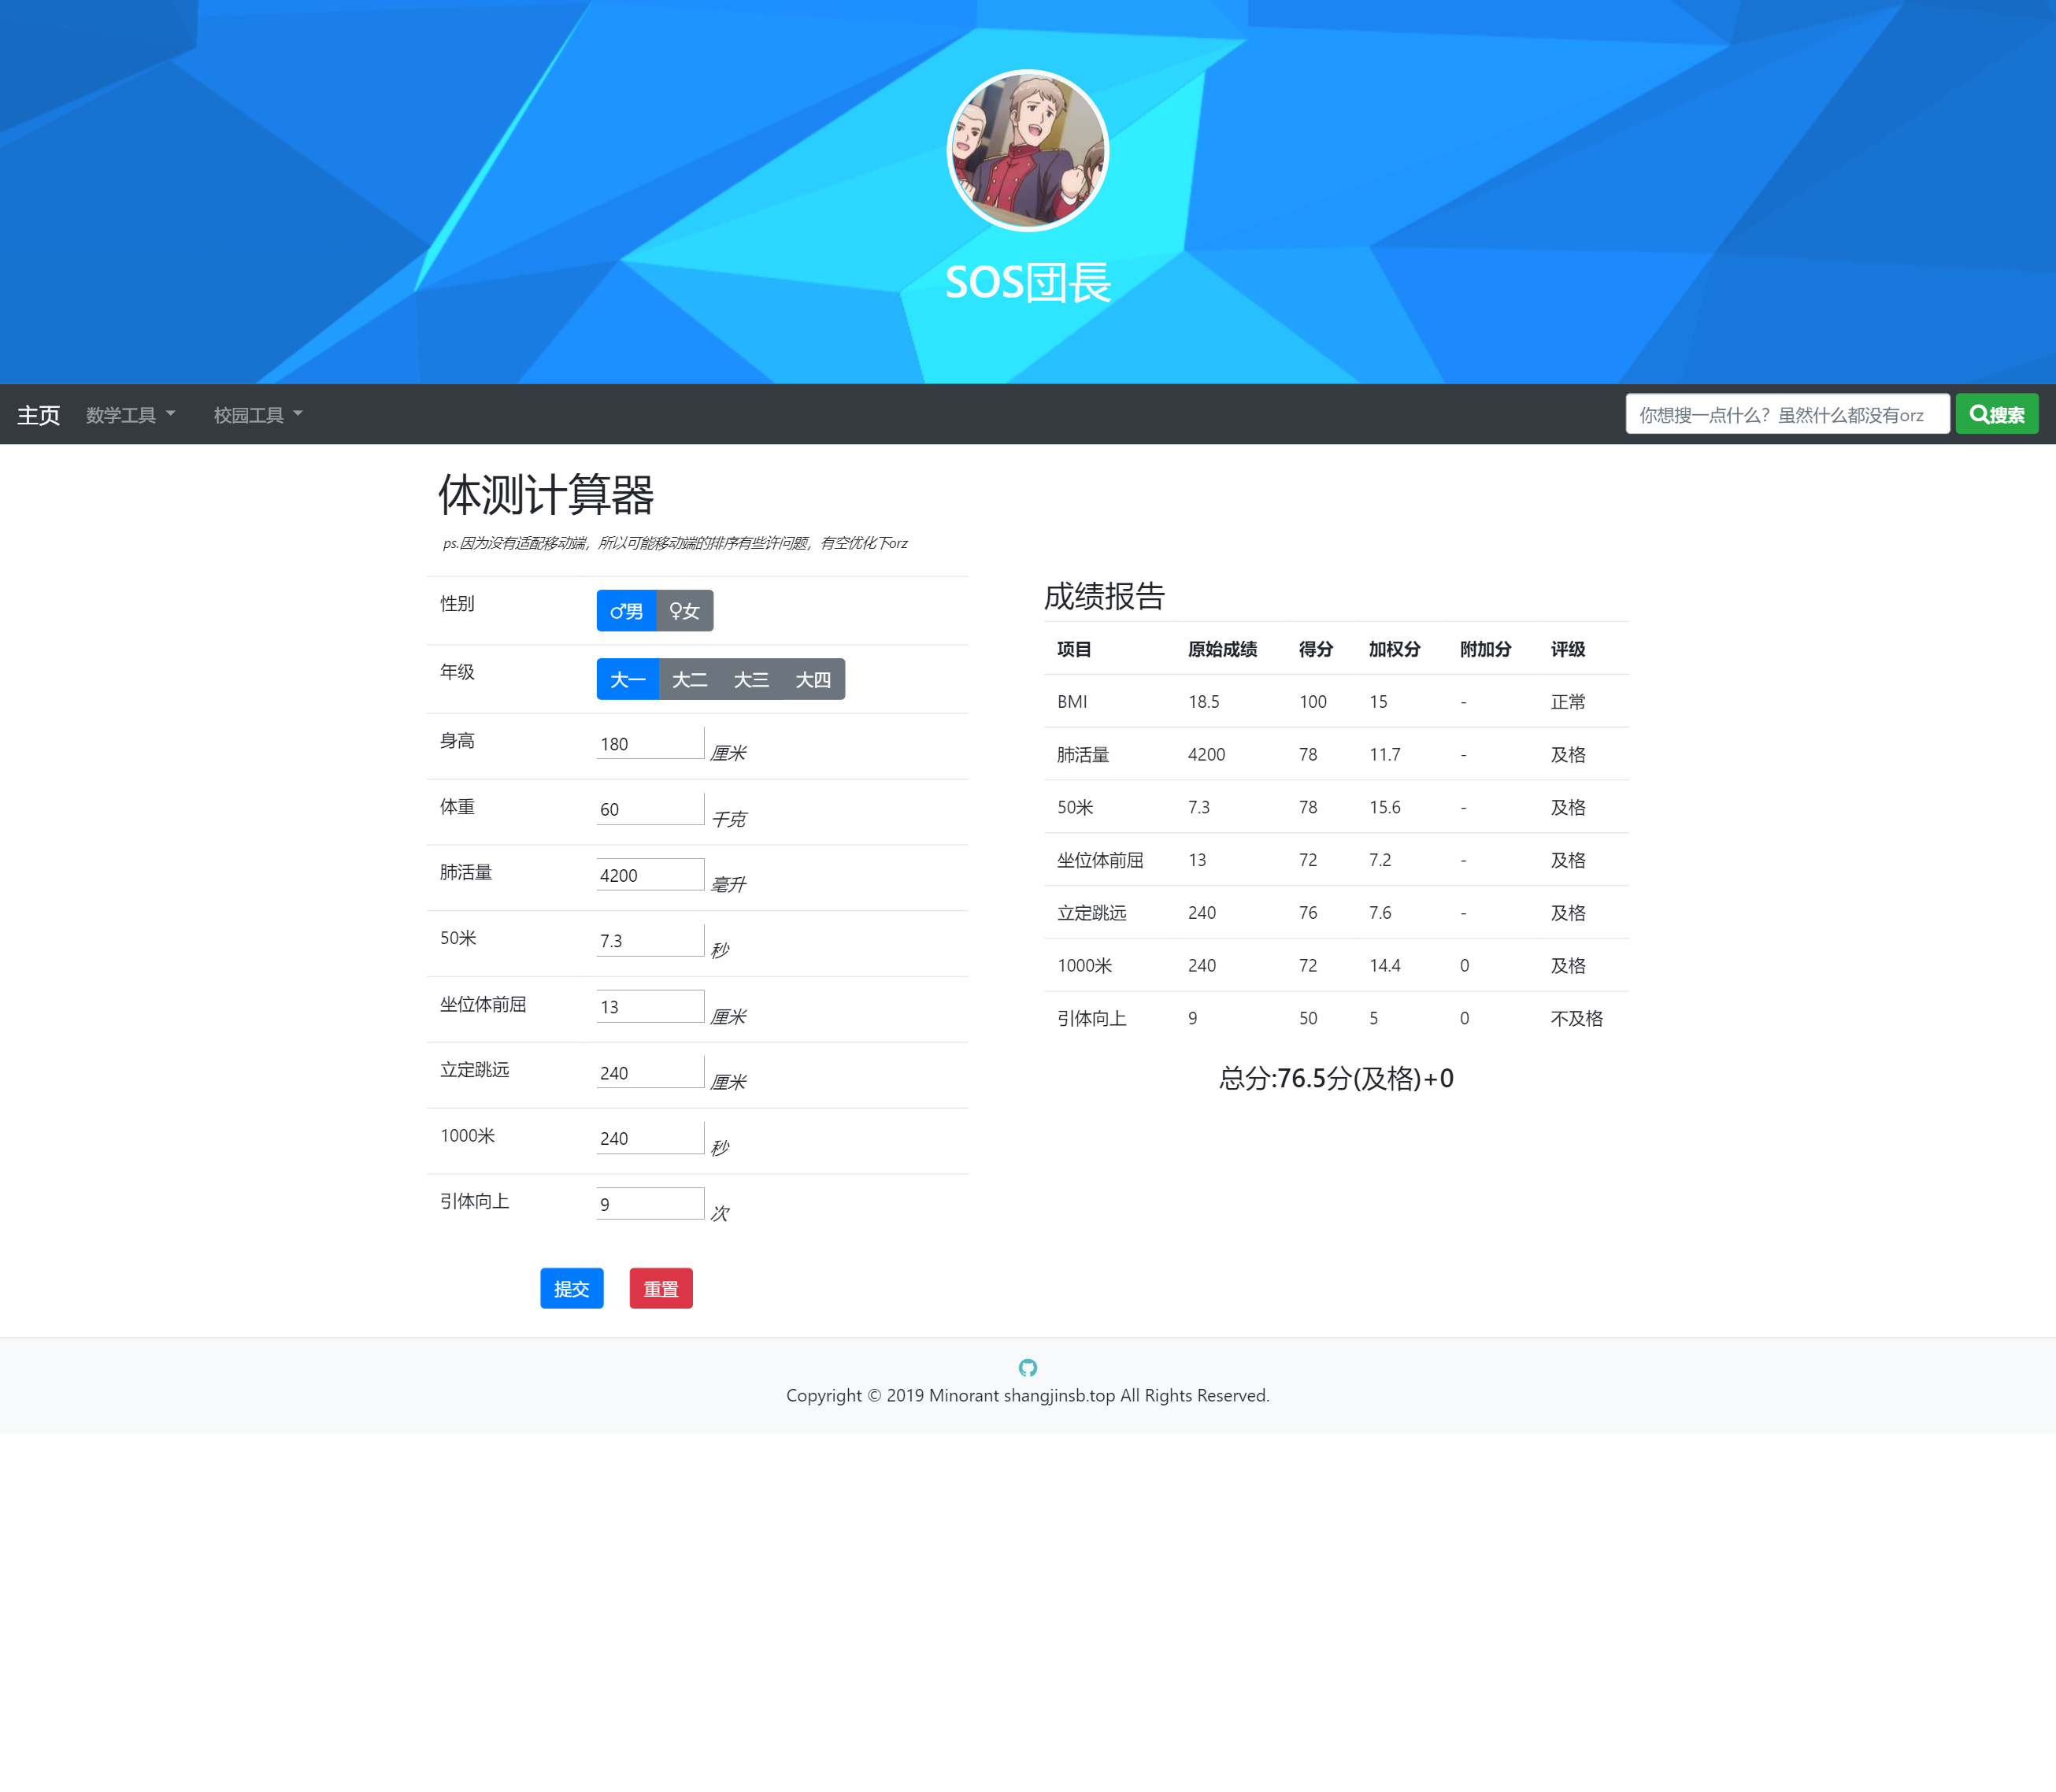 SOS団長
主页 数学工具 校园工具 你想搜一点什么？虽然什么都没有orz 搜索
体测计算器
ps.因为没有适配移动端，所以可能移动端的排序有些许问题，有空优化下orz
性别 ♂男 ♀女
年级 大一 大二 大三 大四
身高 180 厘米
体重 60 千克
肺活量 4200 毫升
50米 7.3 秒
坐位体前屈 13 厘米
立定跳远 240 厘米
1000米 240 秒
引体向上 9 次
提交 重置
成绩报告
项目 原始成绩 得分 加权分 附加分 评级
BMI 18.5 100 15 - 正常
肺活量 4200 78 11.7 - 及格
50米 7.3 78 15.6 - 及格
坐位体前屈 13 72 7.2 - 及格
立定跳远 240 76 7.6 - 及格
1000米 240 72 14.4 0 及格
引体向上 9 50 5 0 不及格
总分:76.5分(及格)+0
Copyright © 2019 Minorant shangjinsb.top All Rights Reserved.